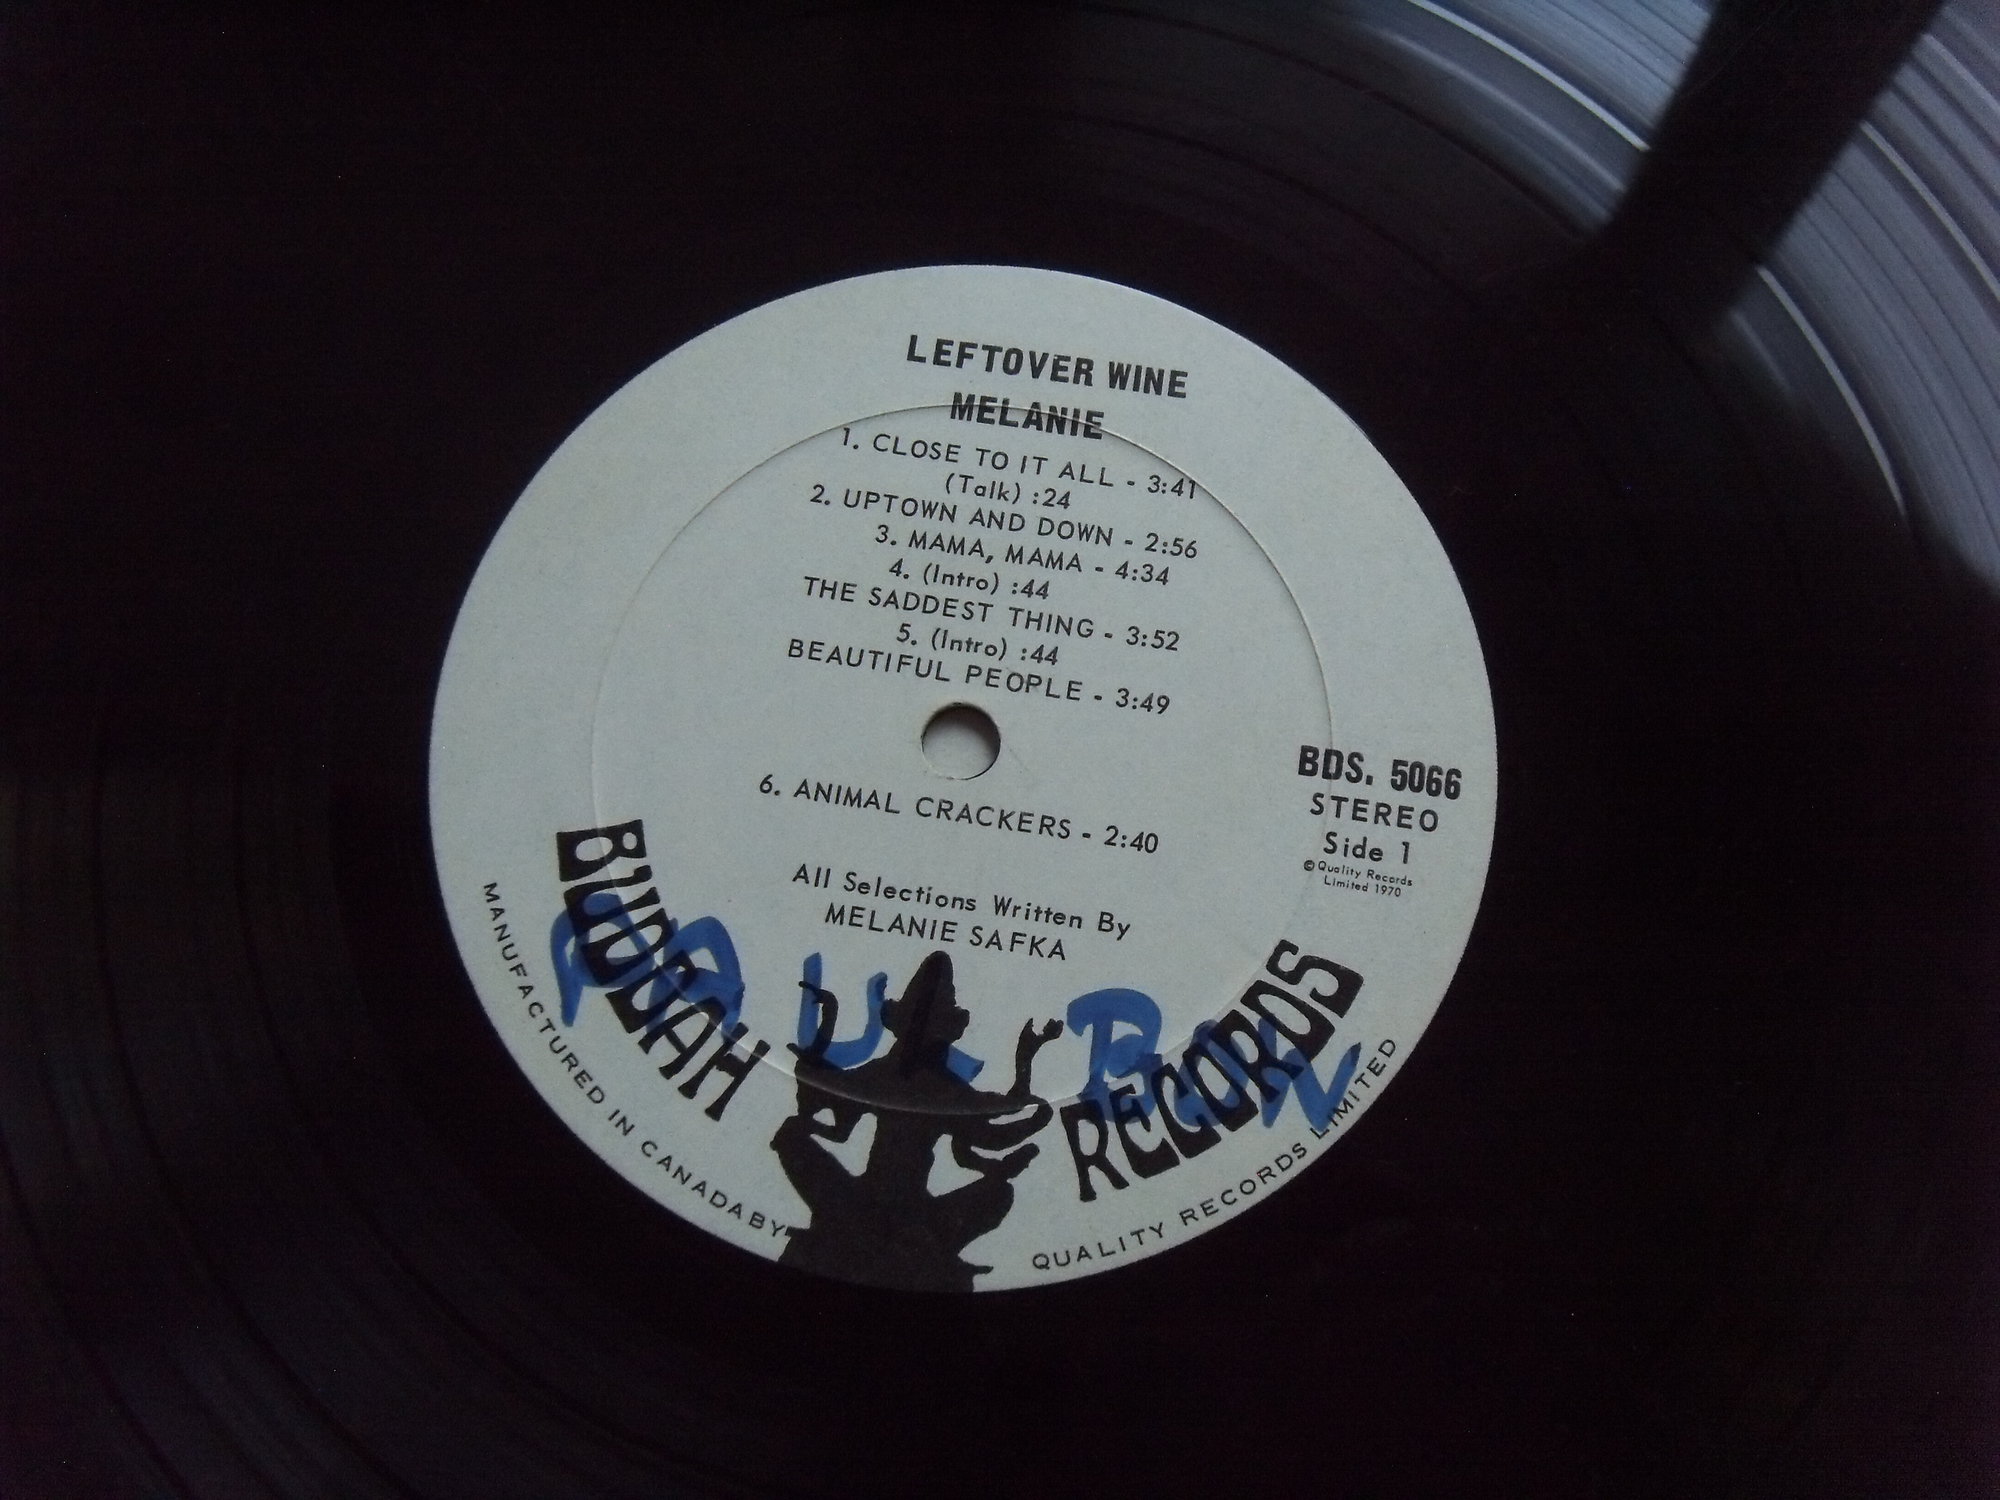 LEFTOVER WINE
MELANIE
1. CLOSE TO IT ALL - 3:41
(Talk) :24
2. UPTOWN AND DOWN - 2:56
3. MAMA, MAMA - 4:34
4. (Intro) :44
THE SADDEST THING - 3:52
5. (Intro) :44
BEAUTIFUL PEOPLE - 3:49
6. ANIMAL CRACKERS - 2:40
All Selections Written By
MELANIE SAFKA
BDS. 5066
STEREO
Side 1
©Quality Records
Limited 1970
BUDDAH RECORDS
PAUL
MANUFACTURED IN CANADA BY QUALITY RECORDS LIMITED